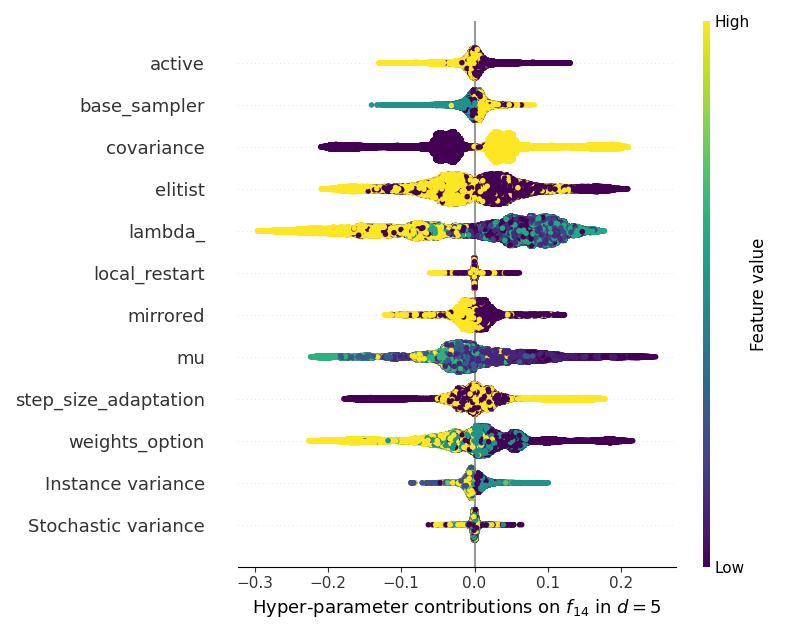 High
active
base_sampler
covariance
elitist
lambda_
local_restart
mirrored
mu
step_size_adaptation
weights_option
Instance variance
Stochastic variance
Feature value
Low
−0.3 −0.2 −0.1 0.0 0.1 0.2
Hyper-parameter contributions on f14 in d = 5